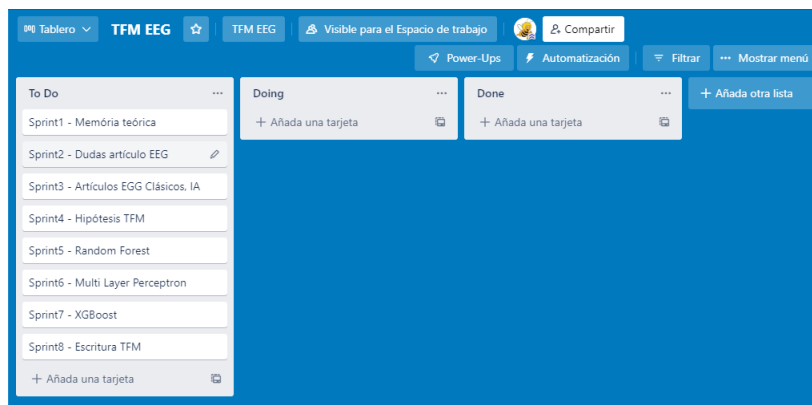 Tablero TFM EEG TFM EEG Visible para el Espacio de trabajo Compartir
Power-Ups Automatización Filtrar ··· Mostrar menú
To Do ···
Sprint1 - Memória teórica
Sprint2 - Dudas artículo EEG
Sprint3 - Artículos EGG Clásicos, IA
Sprint4 - Hipótesis TFM
Sprint5 - Random Forest
Sprint6 - Multi Layer Perceptron
Sprint7 - XGBoost
Sprint8 - Escritura TFM
+ Añada una tarjeta
Doing ···
+ Añada una tarjeta
Done ···
+ Añada una tarjeta
+ Añada otra lista